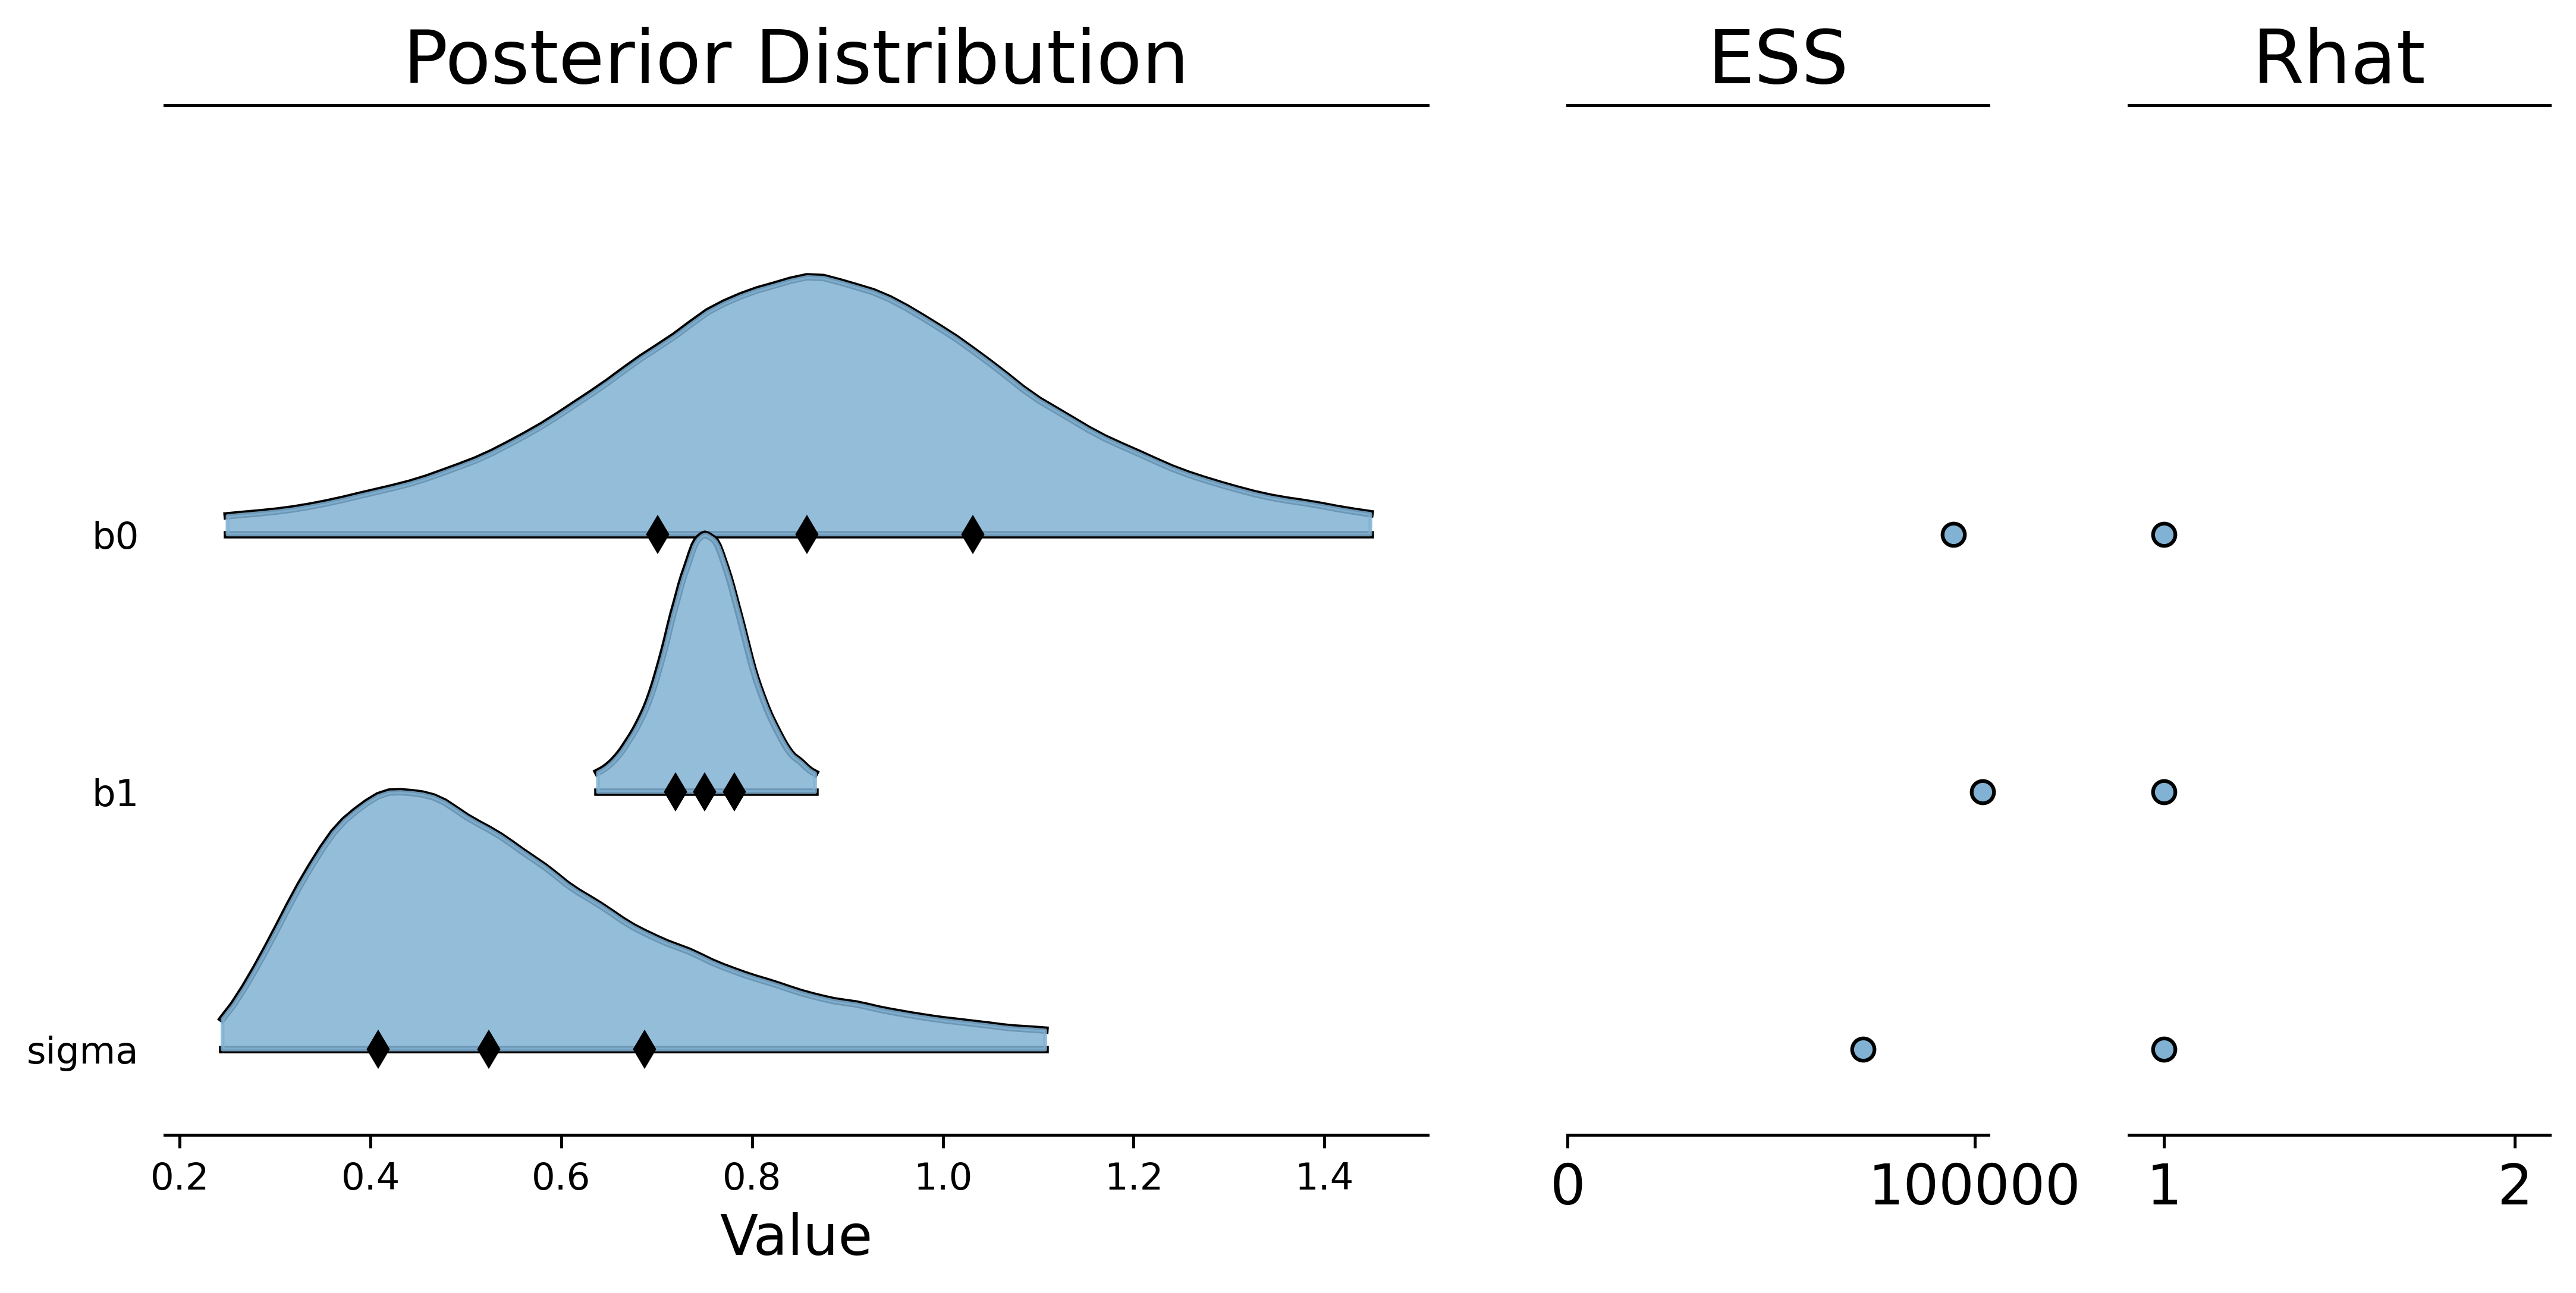 Posterior Distribution ESS Rhat
b0
b1
sigma
0.2 0.4 0.6 0.8 1.0 1.2 1.4 0 100000 1 2
Value